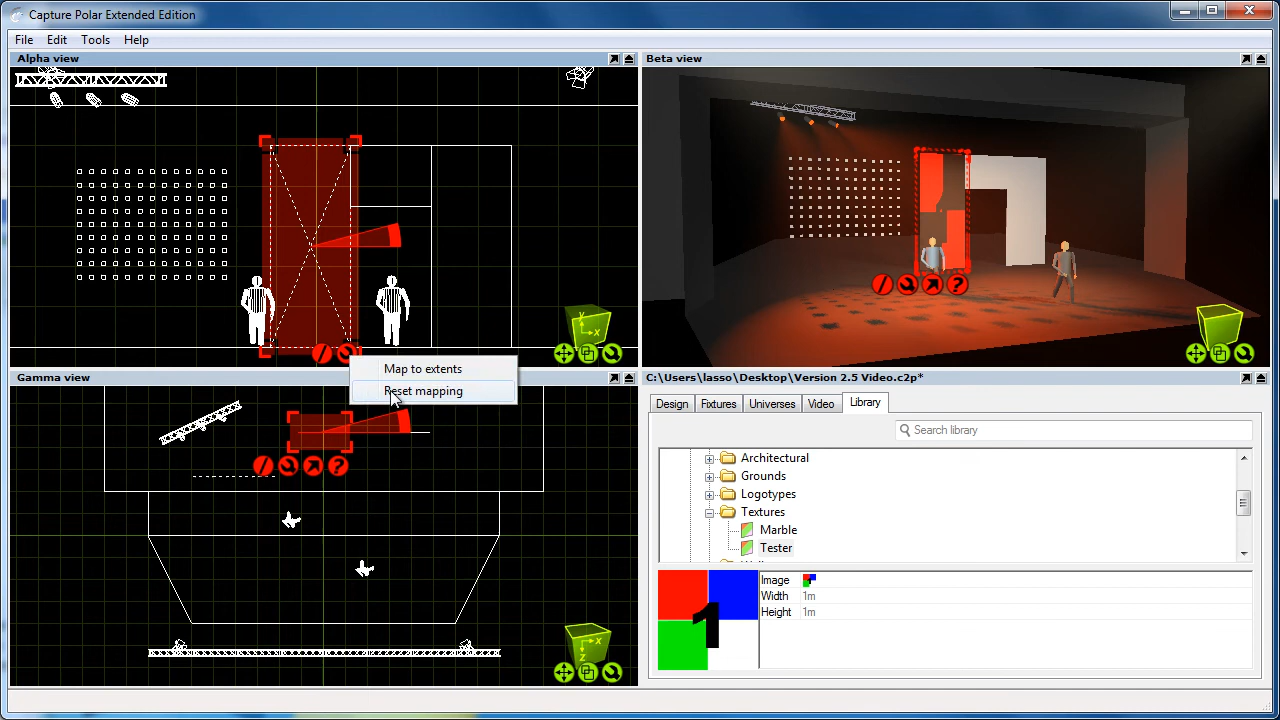 Capture Polar Extended Edition
File Edit Tools Help
Alpha view
Beta view
Map to extents
Reset mapping
Gamma view
C:\Users\lasso\Desktop\Version 2.5 Video.c2p*
Design Fixtures Universes Video Library
Search library
Architectural
Grounds
Logotypes
Textures
Marble
Tester
1
Image
Width 1m
Height 1m